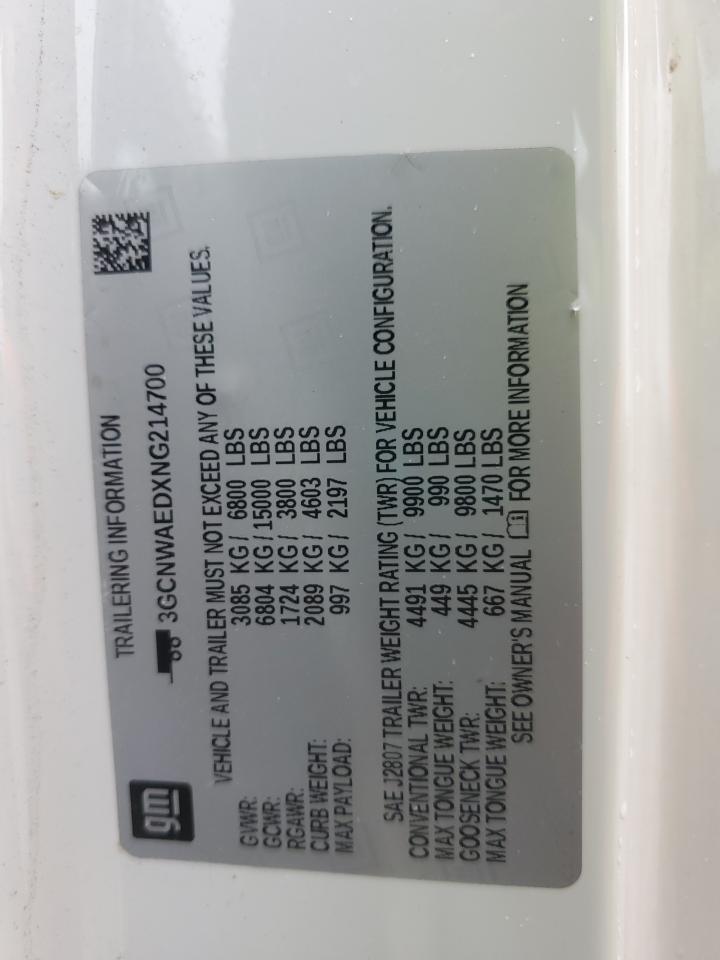 gm
TRAILERING INFORMATION
3GCNWAEDXNG214700
VEHICLE AND TRAILER MUST NOT EXCEED ANY OF THESE VALUES.
GVWR: 3085 KG / 6800 LBS
GCWR: 6804 KG / 15000 LBS
RGAWR: 1724 KG / 3800 LBS
CURB WEIGHT: 2089 KG / 4603 LBS
MAX PAYLOAD: 997 KG / 2197 LBS
SAE J2807 TRAILER WEIGHT RATING (TWR) FOR VEHICLE CONFIGURATION.
CONVENTIONAL TWR: 4491 KG / 9900 LBS
MAX TONGUE WEIGHT: 449 KG / 990 LBS
GOOSENECK TWR: 4445 KG / 9800 LBS
MAX TONGUE WEIGHT: 667 KG / 1470 LBS
SEE OWNER'S MANUAL FOR MORE INFORMATION